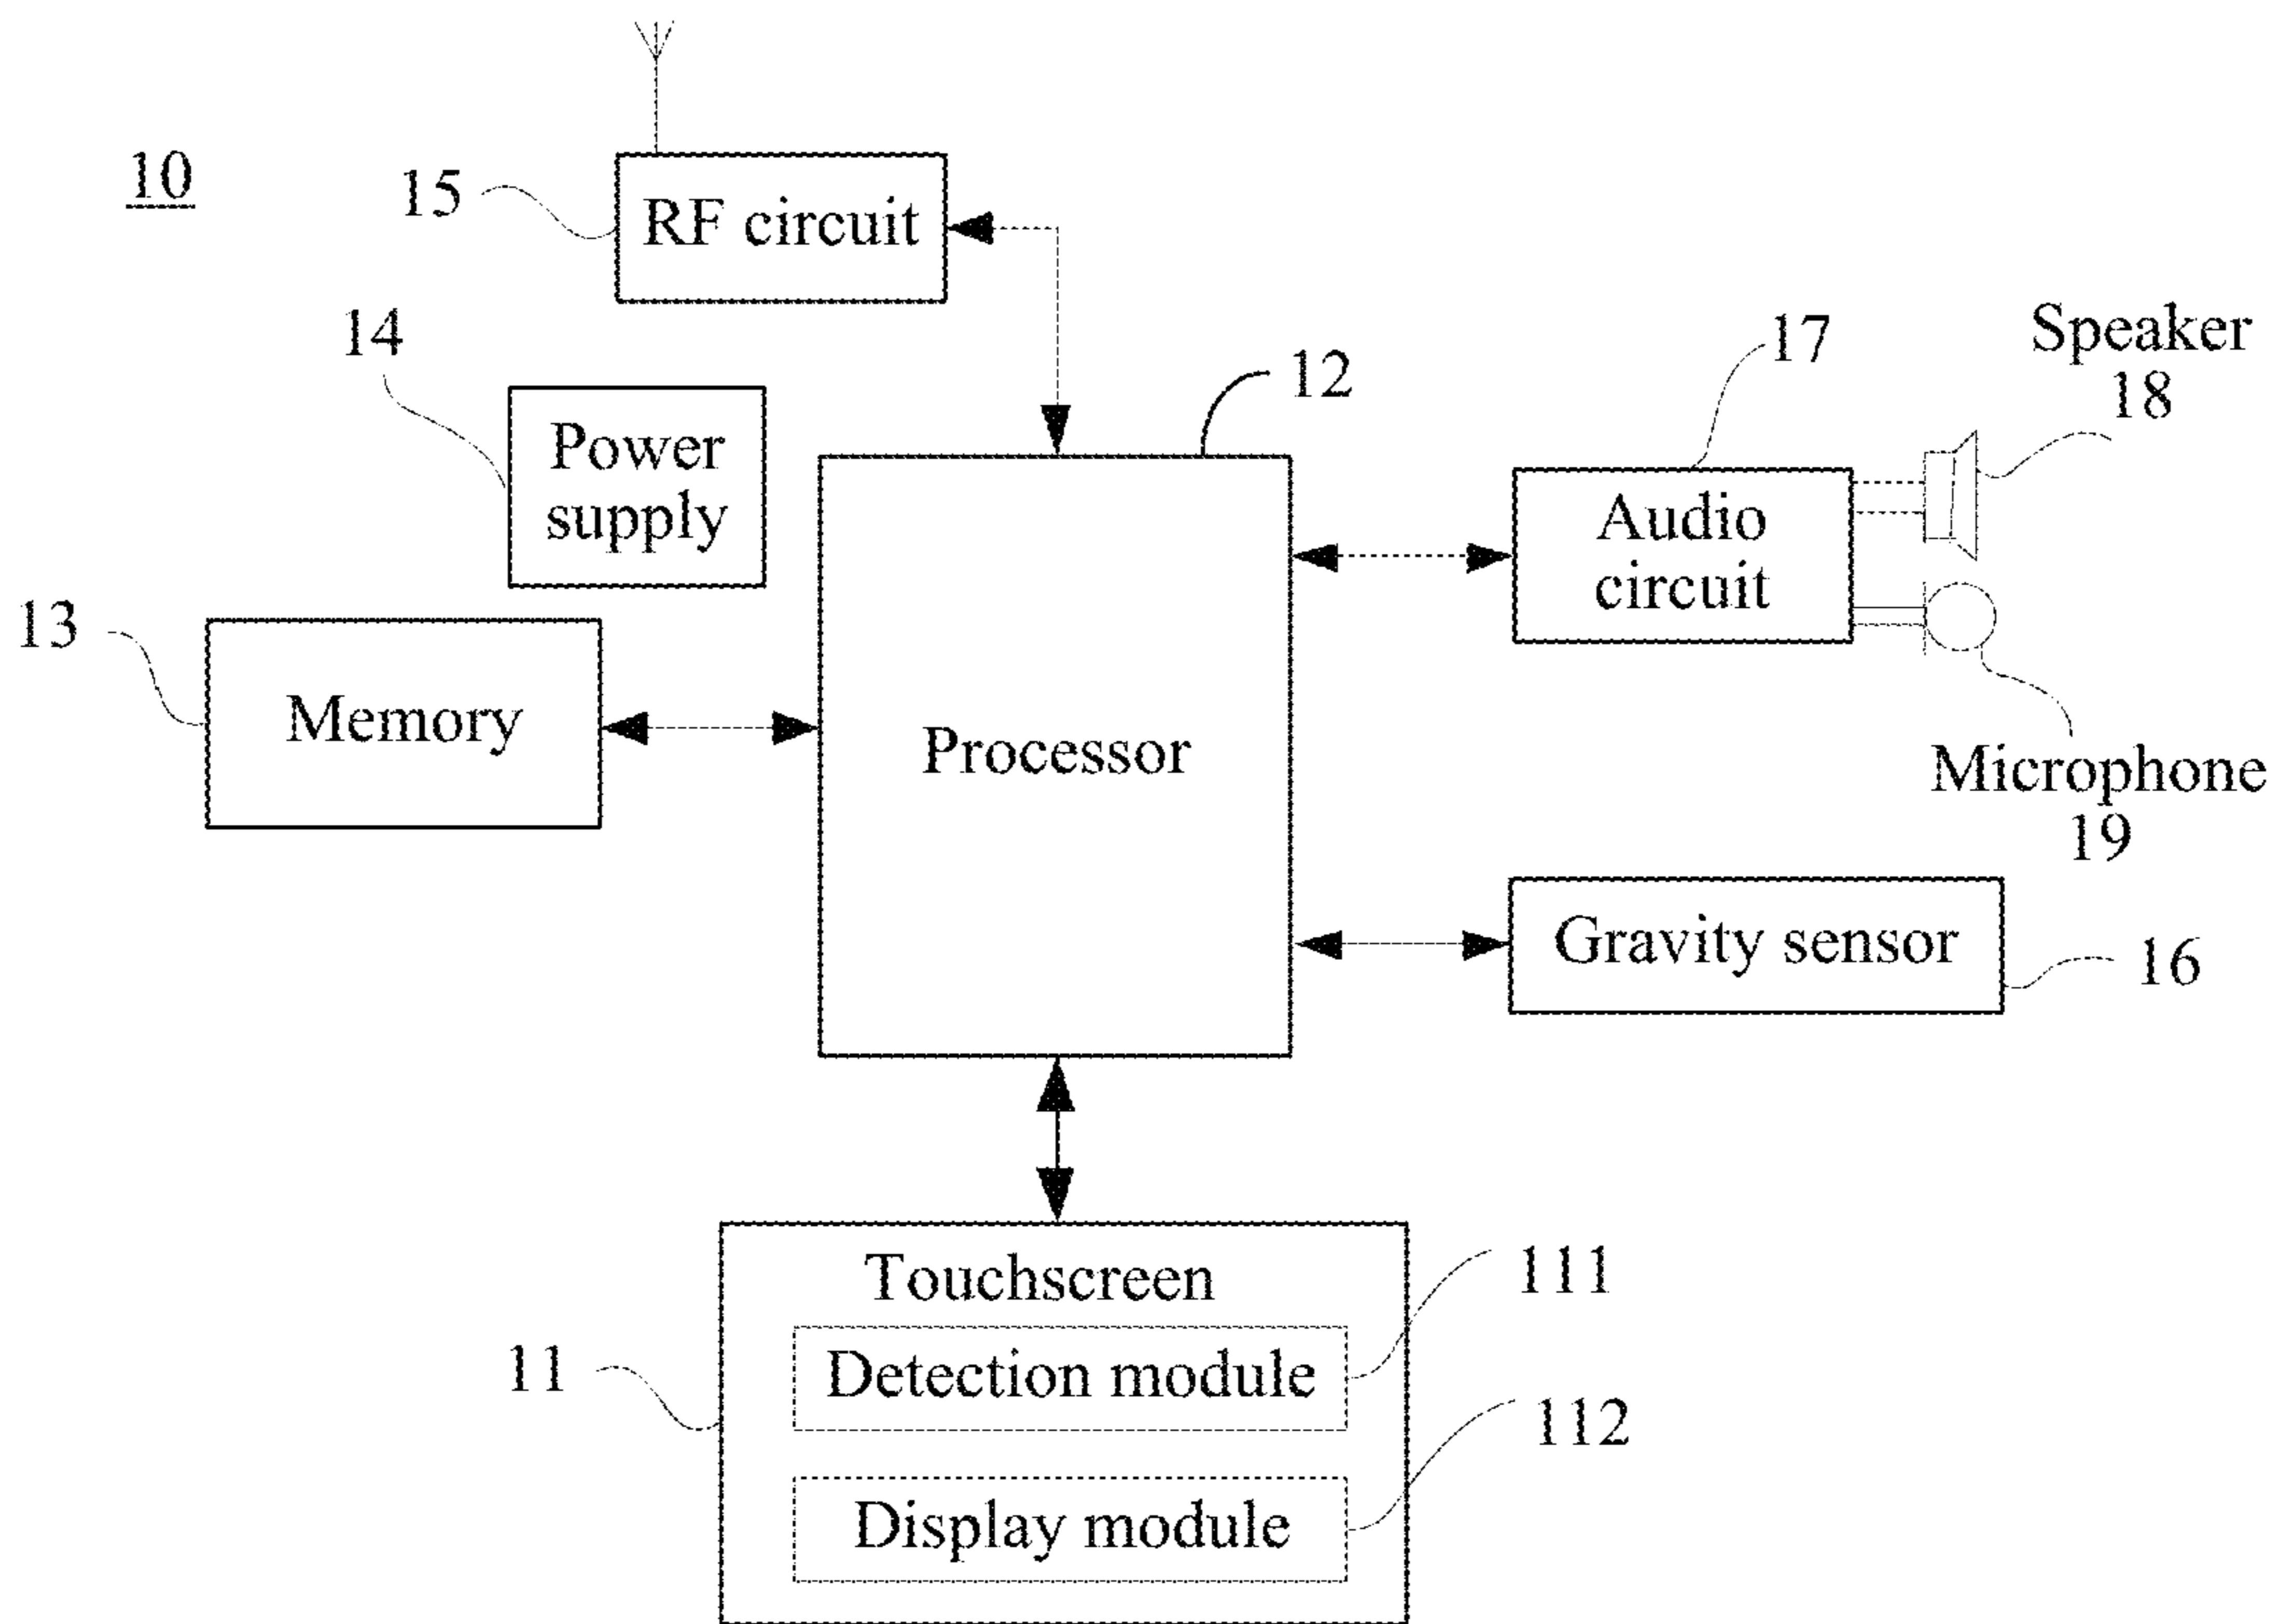 10
15
RF circuit
14
Power
supply
12
17
Speaker
18
Audio
circuit
13
Memory
Processor
Microphone
19
Gravity sensor
16
Touchscreen
111
11
Detection module
112
Display module